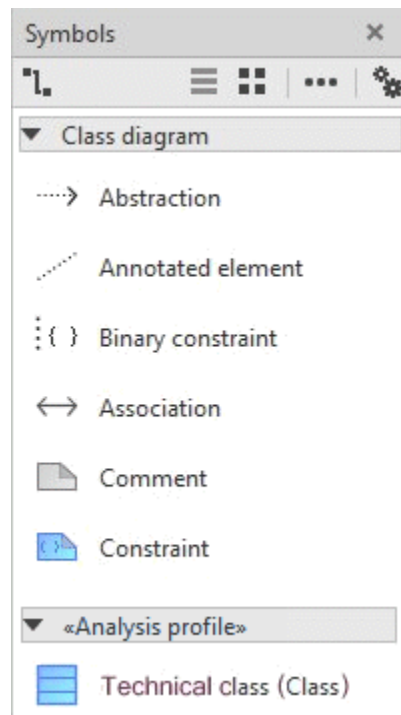 Symbols
Class diagram
Abstraction
Annotated element
{ } Binary constraint
Association
Comment
Constraint
«Analysis profile»
Technical class (Class)